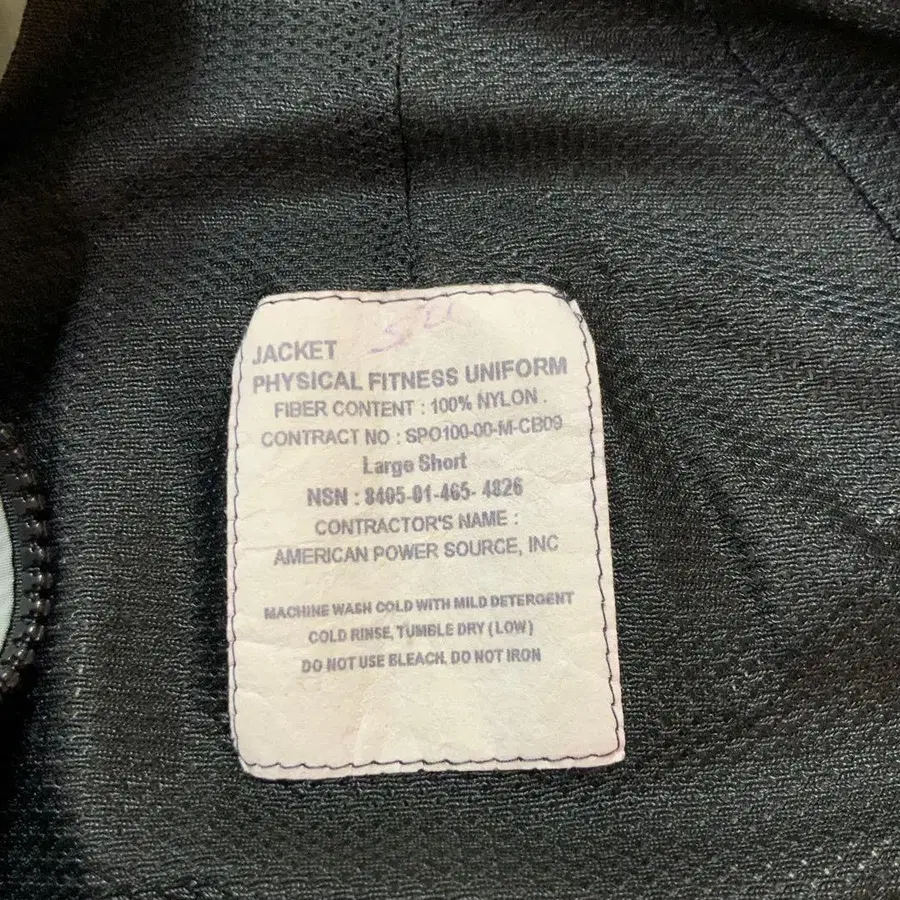 JACKET
PHYSICAL FITNESS UNIFORM
FIBER CONTENT : 100% NYLON .
CONTRACT NO : SPO100-00-M-CB09
Large Short
NSN : 8405-01-465- 4826
CONTRACTOR'S NAME :
AMERICAN POWER SOURCE, INC
MACHINE WASH COLD WITH MILD DETERGENT
COLD RINSE, TUMBLE DRY ( LOW )
DO NOT USE BLEACH, DO NOT IRON